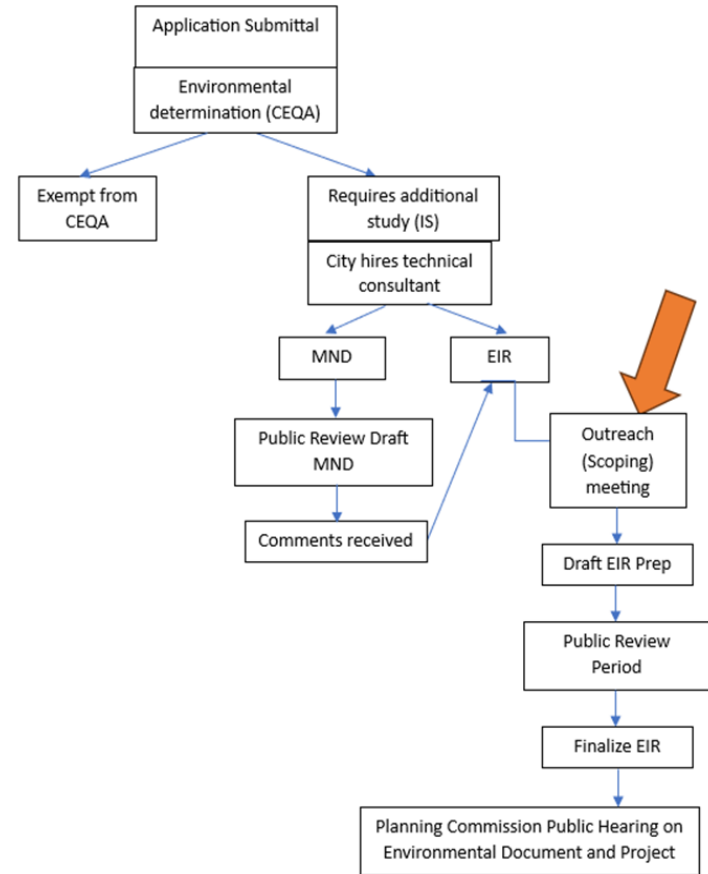 Application Submittal
Environmental
determination (CEQA)
Exempt from
CEQA
Requires additional
study (IS)
City hires technical
consultant
MND
EIR
Public Review Draft
MND
Outreach
(Scoping)
meeting
Comments received
Draft EIR Prep
Public Review
Period
Finalize EIR
Planning Commission Public Hearing on
Environmental Document and Project